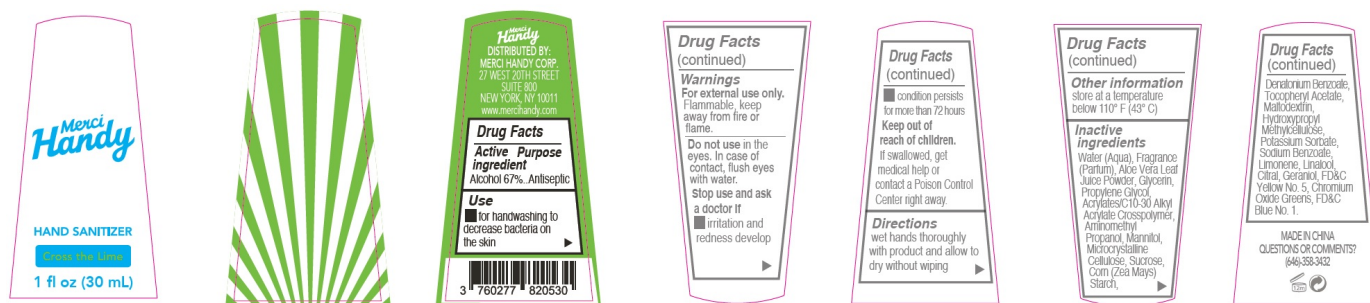 Merci
Handy
HAND SANITIZER
Cross the Lime
1 fl oz (30 mL)
Merci
Handy
DISTRIBUTED BY:
MERCI HANDY CORP.
27 WEST 20TH STREET
SUITE 800
NEW YORK, NY 10011
www.mercihandy.com
Drug Facts
Active Purpose
ingredient
Alcohol 67%..Antiseptic
Use
for handwashing to
decrease bacteria on
the skin
3 760277 820530
Drug Facts
(continued)
Warnings
For external use only.
Flammable, keep
away from fire or
flame.
Do not use in the
eyes. In case of
contact, flush eyes
with water.
Stop use and ask
a doctor if
irritation and
redness develop
Drug Facts
(continued)
condition persists
for more than 72 hours
Keep out of
reach of children.
If swallowed, get
medical help or
contact a Poison Control
Center right away.
Directions
wet hands thoroughly
with product and allow to
dry without wiping
Drug Facts
(continued)
Other information
store at a temperature
below 110° F (43° C)
Inactive
ingredients
Water (Aqua), Fragrance
(Parfum), Aloe Vera Leaf
Juice Powder, Glycerin,
Propylene Glycol,
Acrylates/C10-30 Alkyl
Acrylate Crosspolymer,
Aminomethyl
Propanol, Mannitol,
Microcrystalline
Cellulose, Sucrose,
Corn (Zea Mays)
Starch,
Drug Facts
(continued)
Denatonium Benzoate,
Tocopheryl Acetate,
Maltodextrin,
Hydroxypropyl
Methylcellulose,
Potassium Sorbate,
Sodium Benzoate,
Limonene, Linalool,
Citral, Geraniol, FD&C
Yellow No. 5, Chromium
Oxide Greens, FD&C
Blue No. 1.
MADE IN CHINA
QUESTIONS OR COMMENTS?
(646)-358-3432
12m